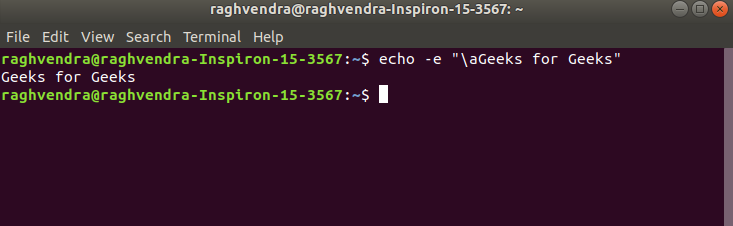 raghvendra@raghvendra-Inspiron-15-3567: ~
File Edit View Search Terminal Help
raghvendra@raghvendra-Inspiron-15-3567:~$ echo -e "\aGeeks for Geeks"
Geeks for Geeks
raghvendra@raghvendra-Inspiron-15-3567:~$